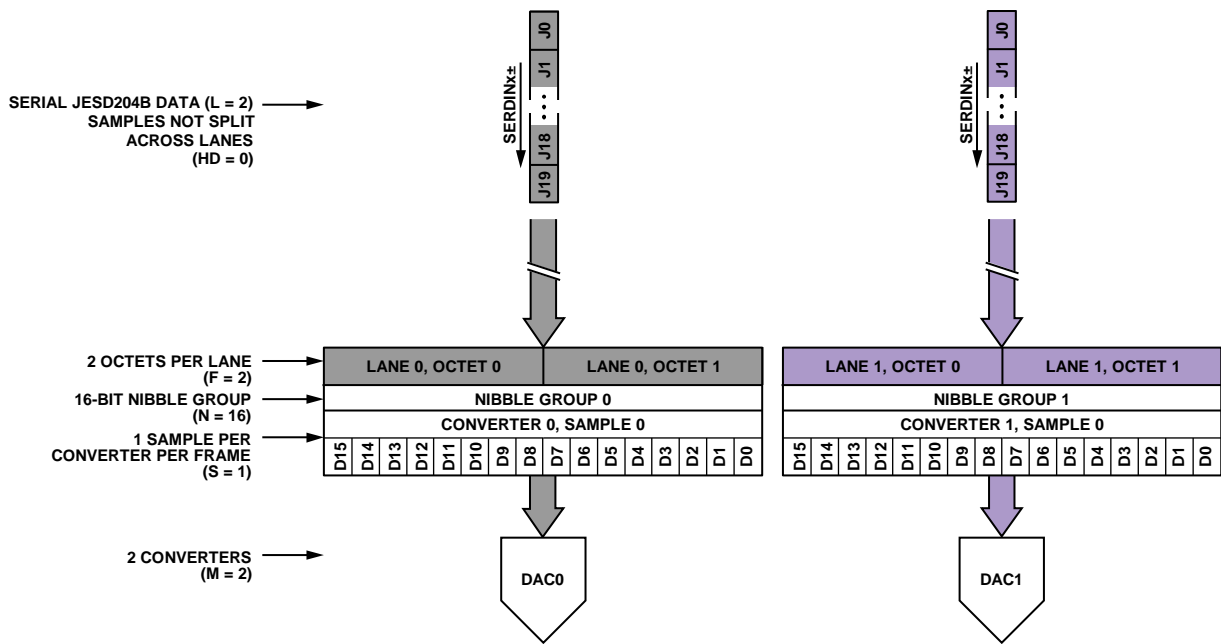 SERIAL JESD204B DATA (L = 2)
SAMPLES NOT SPLIT
ACROSS LANES
(HD = 0)
SERDINx±
J0
J1
J18
J19
SERDINx±
J0
J1
J18
J19
2 OCTETS PER LANE
(F = 2)
LANE 0, OCTET 0
LANE 0, OCTET 1
LANE 1, OCTET 0
LANE 1, OCTET 1
16-BIT NIBBLE GROUP
(N = 16)
NIBBLE GROUP 0
NIBBLE GROUP 1
CONVERTER 0, SAMPLE 0
CONVERTER 1, SAMPLE 0
1 SAMPLE PER
CONVERTER PER FRAME
(S = 1)
D15 D14 D13 D12 D11 D10 D9 D8 D7 D6 D5 D4 D3 D2 D1 D0
D15 D14 D13 D12 D11 D10 D9 D8 D7 D6 D5 D4 D3 D2 D1 D0
2 CONVERTERS
(M = 2)
DAC0
DAC1